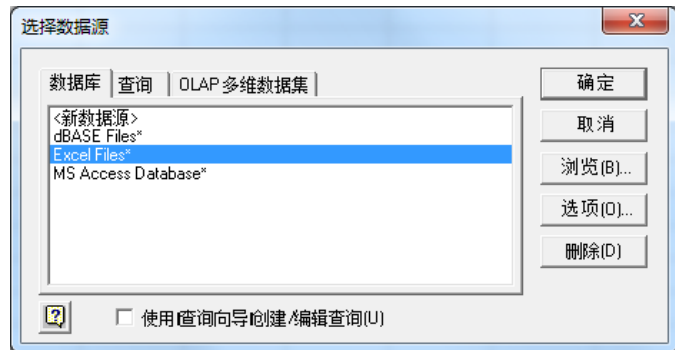 选择数据源
数据库 查询 OLAP 多维数据集
<新数据源>
dBASE Files*
Excel Files*
MS Access Database*
确定
取消
浏览(B)...
选项(O)...
删除(D)
使用“查询向导”创建/编辑查询(U)